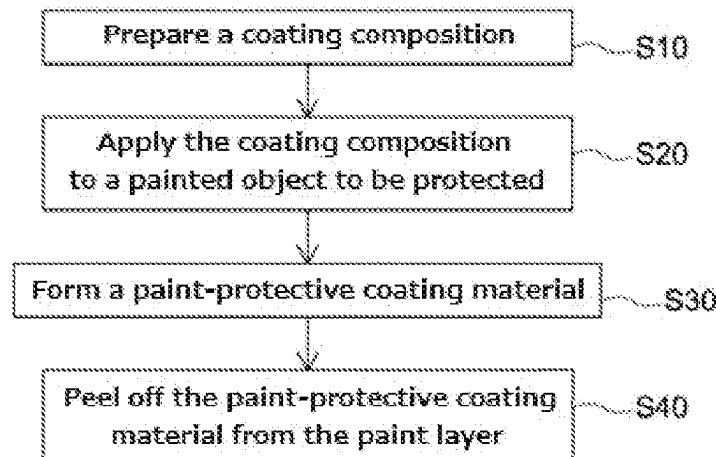 Prepare a coating composition
S10
Apply the coating composition
to a painted object to be protected
S20
Form a paint-protective coating material
S30
Peel off the paint-protective coating
material from the paint layer
S40